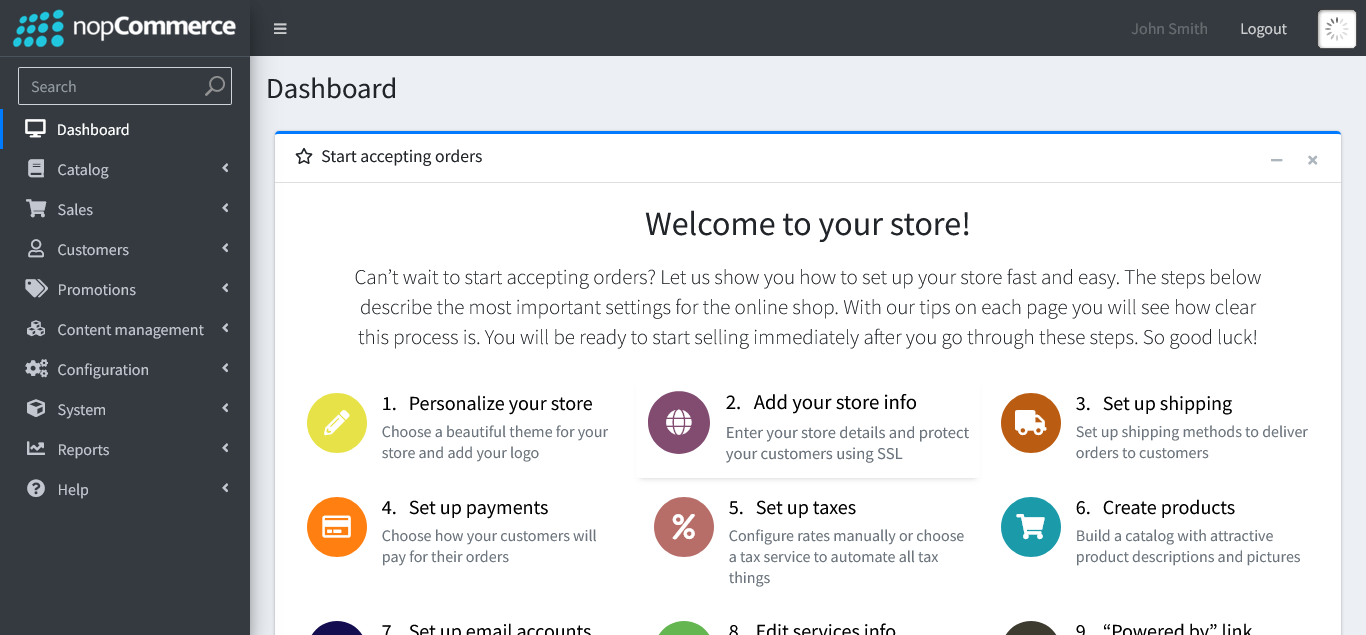 nopCommerce
John Smith
Logout
Search
Dashboard
Catalog
Sales
Customers
Promotions
Content management
Configuration
System
Reports
Help
Dashboard
Start accepting orders
Welcome to your store!
Can't wait to start accepting orders? Let us show you how to set up your store fast and easy. The steps below
describe the most important settings for the online shop. With our tips on each page you will see how clear
this process is. You will be ready to start selling immediately after you go through these steps. So good luck!
1. Personalize your store
Choose a beautiful theme for your
store and add your logo
2. Add your store info
Enter your store details and protect
your customers using SSL
3. Set up shipping
Set up shipping methods to deliver
orders to customers
4. Set up payments
Choose how your customers will
pay for their orders
5. Set up taxes
Configure rates manually or choose
a tax service to automate all tax
things
6. Create products
Build a catalog with attractive
product descriptions and pictures
7. Set up email accounts
8. Edit services info
9. “Powered by” link